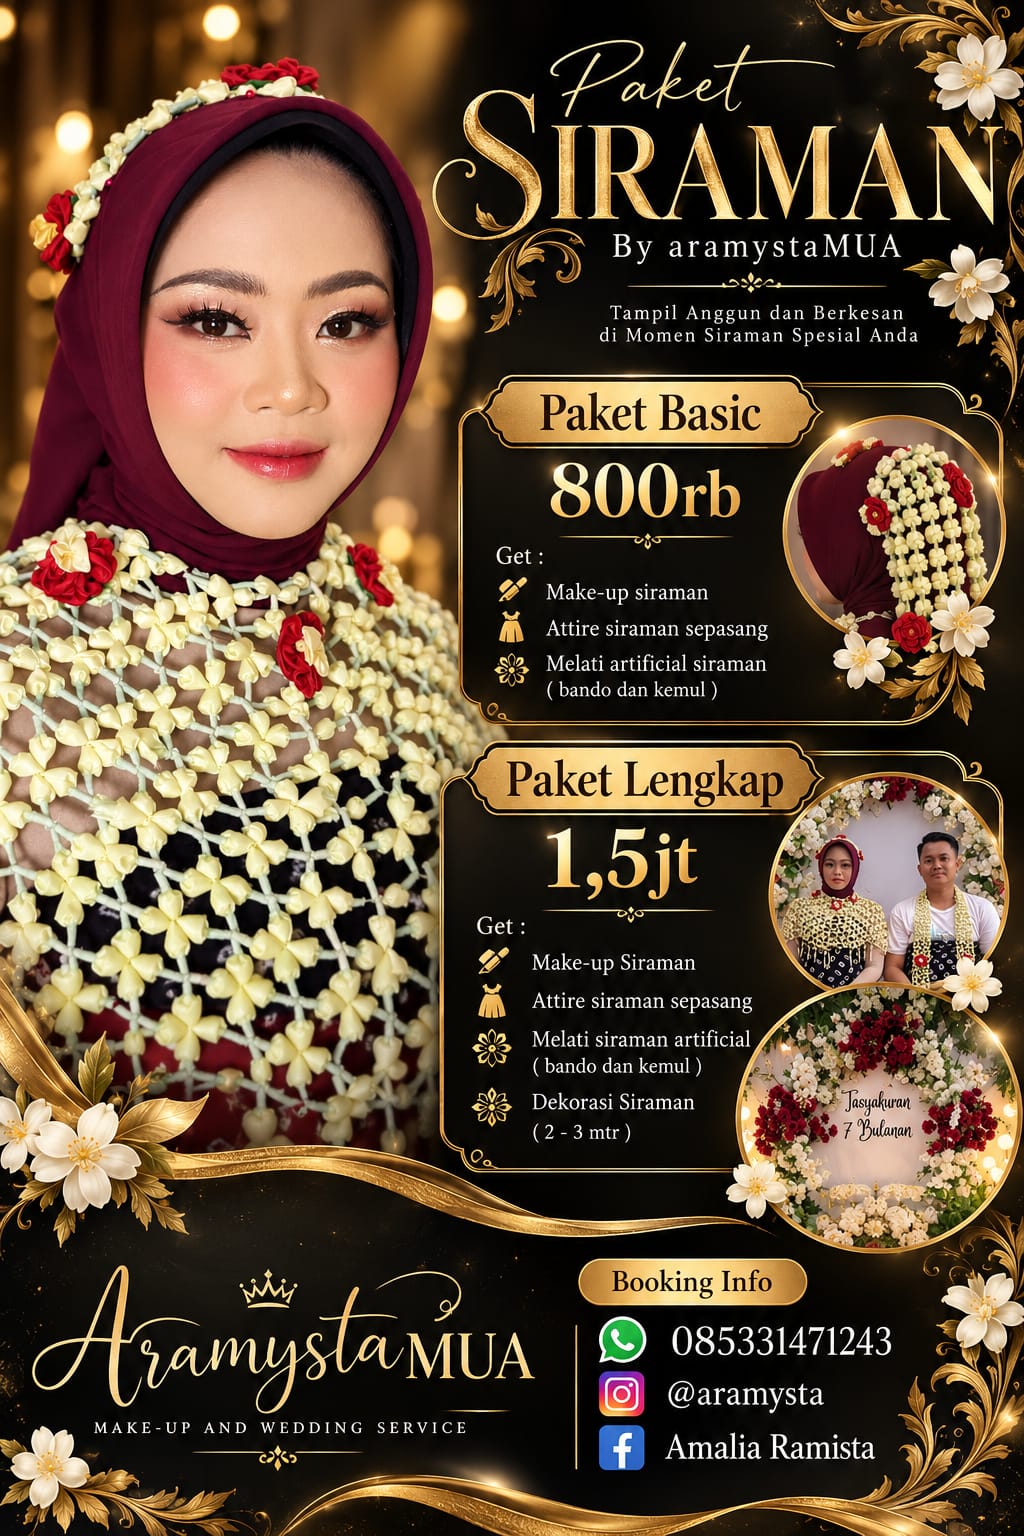 Paket
SIRAMAN
By aramystaMUA
Tampil Anggun dan Berkesan
di Momen Siraman Spesial Anda
Paket Basic
800rb
Get :
Make-up siraman
Attire siraman sepasang
Melati artificial siraman
( bando dan kemul )
Paket Lengkap
1,5jt
Get :
Make-up Siraman
Attire siraman sepasang
Melati siraman artificial
( bando dan kemul )
Dekorasi Siraman
( 2 - 3 mtr )
Tasyakuran
7 Bulanan
AramystaMUA
MAKE-UP AND WEDDING SERVICE
Booking Info
085331471243
@aramysta
Amalia Ramista